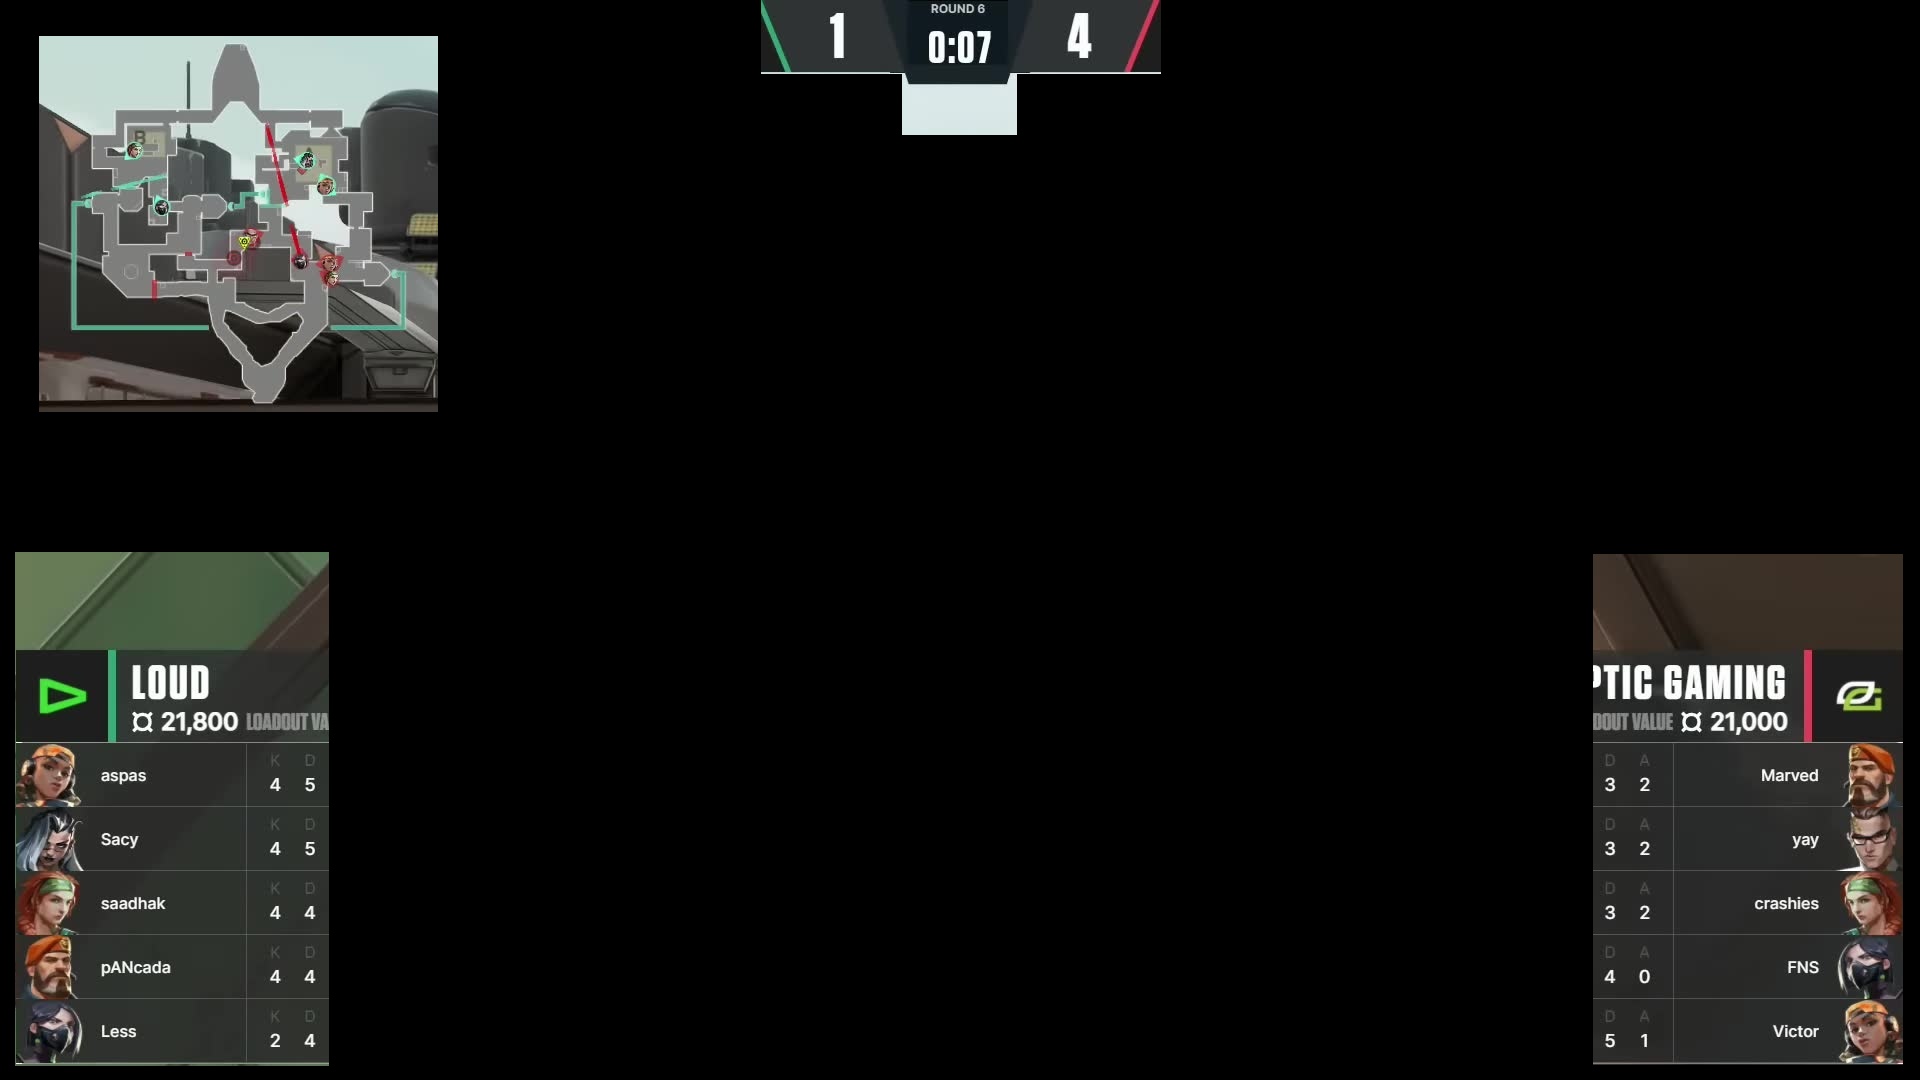 1
ROUND 6
0:07
4
B
A
LOUD
21,800 LOADOUT VA
aspas
K D
4 5
Sacy
K D
4 5
saadhak
K D
4 4
pANcada
K D
4 4
Less
K D
2 4
PTIC GAMING
DOUT VALUE 21,000
D A
3 2
Marved
D A
3 2
yay
D A
3 2
crashies
D A
4 0
FNS
D A
5 1
Victor